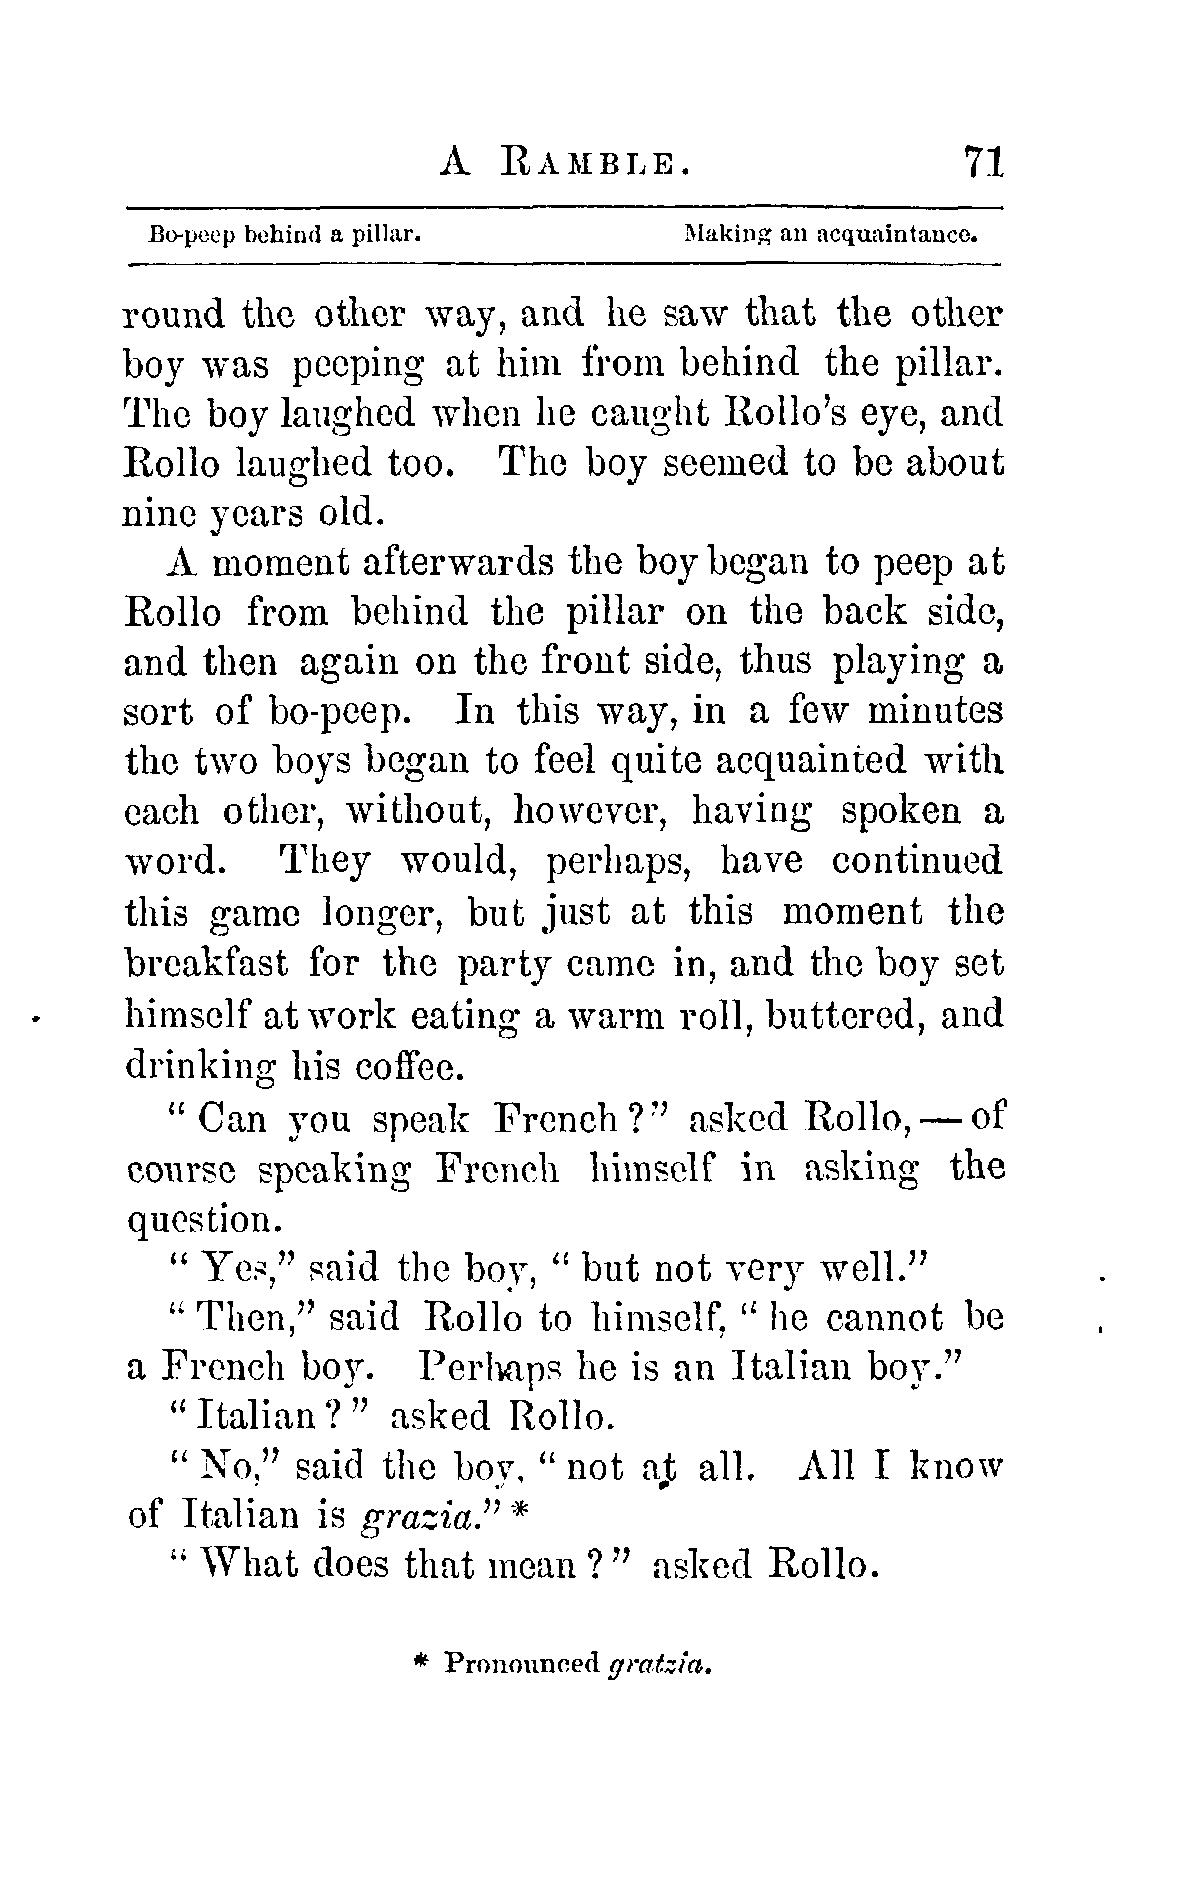 A RAMBLE. 71
Bo-peep behind a pillar. Making an acquaintance.
round the other way, and he saw that the other
boy was peeping at him from behind the pillar.
The boy laughed when he caught Rollo's eye, and
Rollo laughed too. The boy seemed to be about
nine years old.
A moment afterwards the boy began to peep at
Rollo from behind the pillar on the back side,
and then again on the front side, thus playing a
sort of bo-peep. In this way, in a few minutes
the two boys began to feel quite acquainted with
each other, without, however, having spoken a
word. They would, perhaps, have continued
this game longer, but just at this moment the
breakfast for the party came in, and the boy set
himself at work eating a warm roll, buttered, and
drinking his coffee.
"Can you speak French?" asked Rollo,—of
course speaking French himself in asking the
question.
"Yes," said the boy, "but not very well."
"Then," said Rollo to himself, "he cannot be
a French boy. Perhaps he is an Italian boy."
"Italian?" asked Rollo.
"No," said the boy, "not at all. All I know
of Italian is grazia."*
"What does that mean?" asked Rollo.
* Pronounced gratzia.